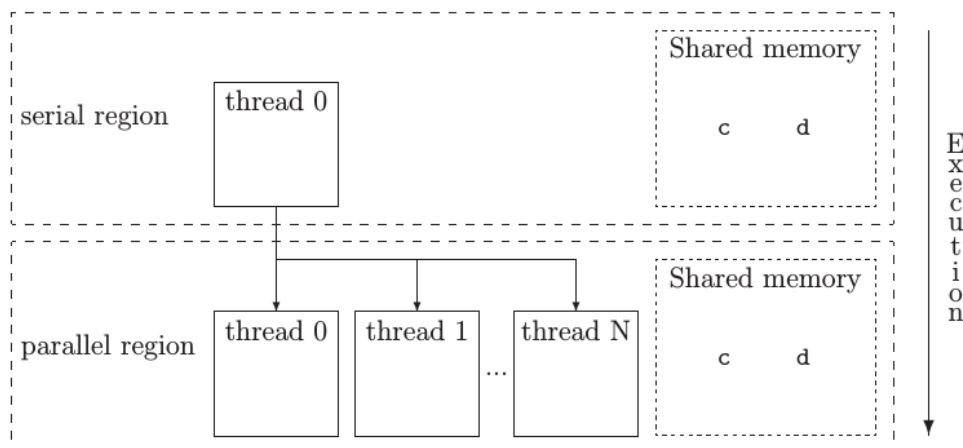 Shared memory
thread 0
serial region
c d
Execution
Shared memory
thread 0 thread 1 thread N
parallel region
c d
...